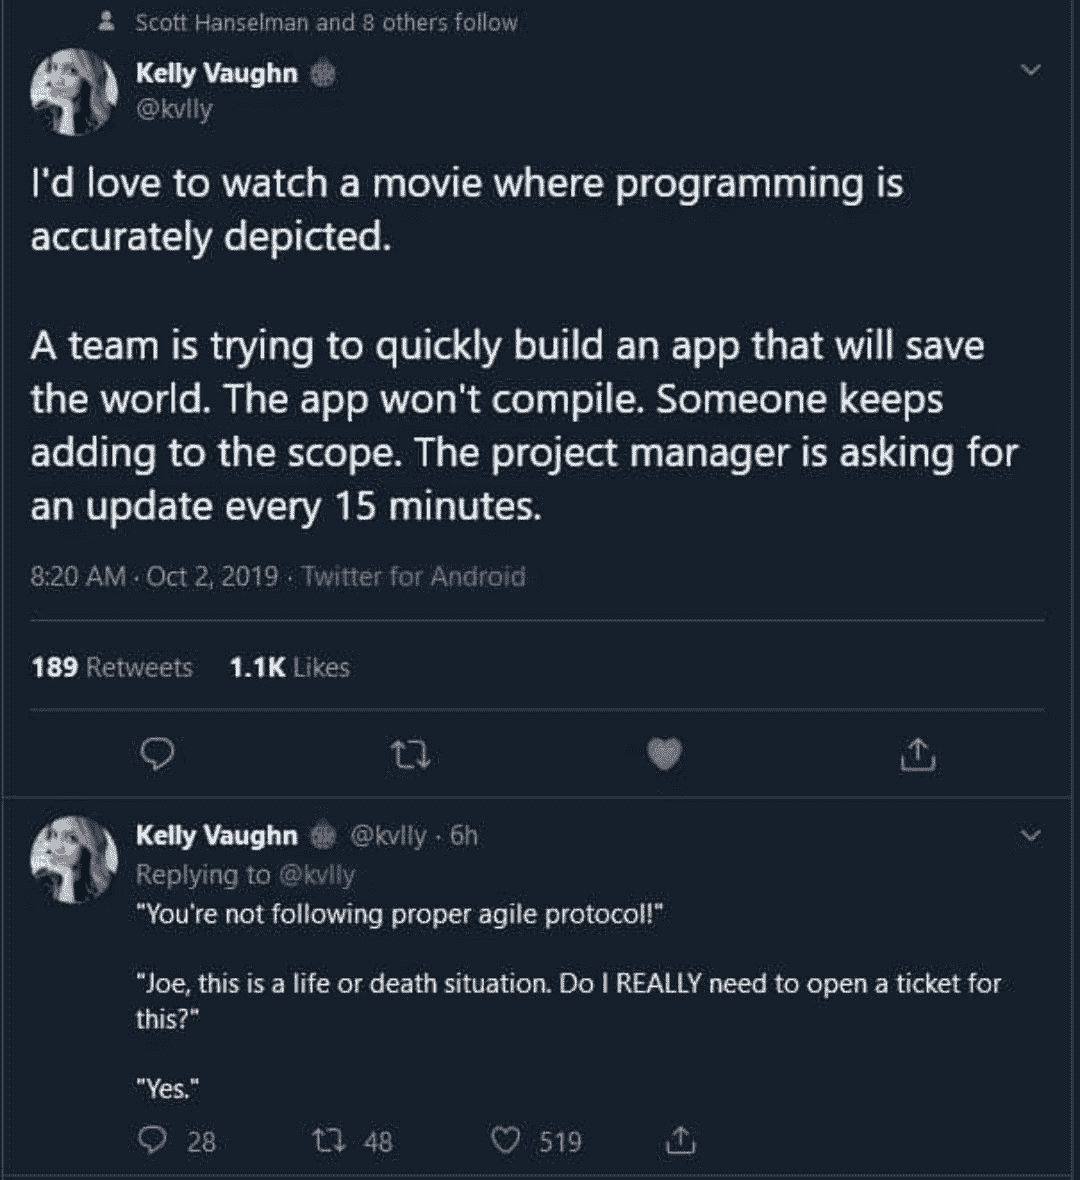 Scott Hanselman and 8 others follow
Kelly Vaughn
@kvlly
I'd love to watch a movie where programming is
accurately depicted.
A team is trying to quickly build an app that will save
the world. The app won't compile. Someone keeps
adding to the scope. The project manager is asking for
an update every 15 minutes.
8:20 AM · Oct 2, 2019 · Twitter for Android
189 Retweets 1.1K Likes
Kelly Vaughn @kvlly · 6h
Replying to @kvlly
"You're not following proper agile protocol!"
"Joe, this is a life or death situation. Do I REALLY need to open a ticket for
this?"
"Yes."
28 48 519